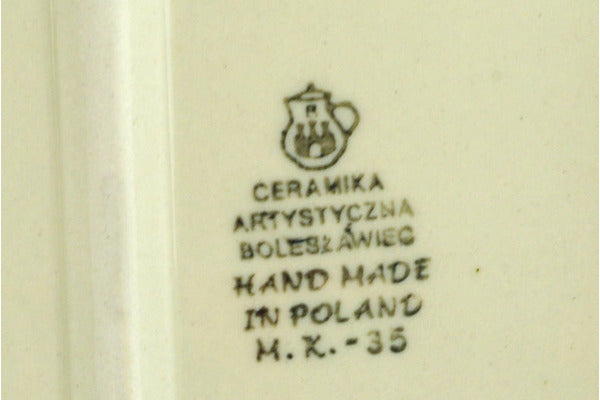 R
CERAMIKA
ARTYSTYCZNA
BOLESŁAWIEC
HAND MADE
IN POLAND
M.K.-35